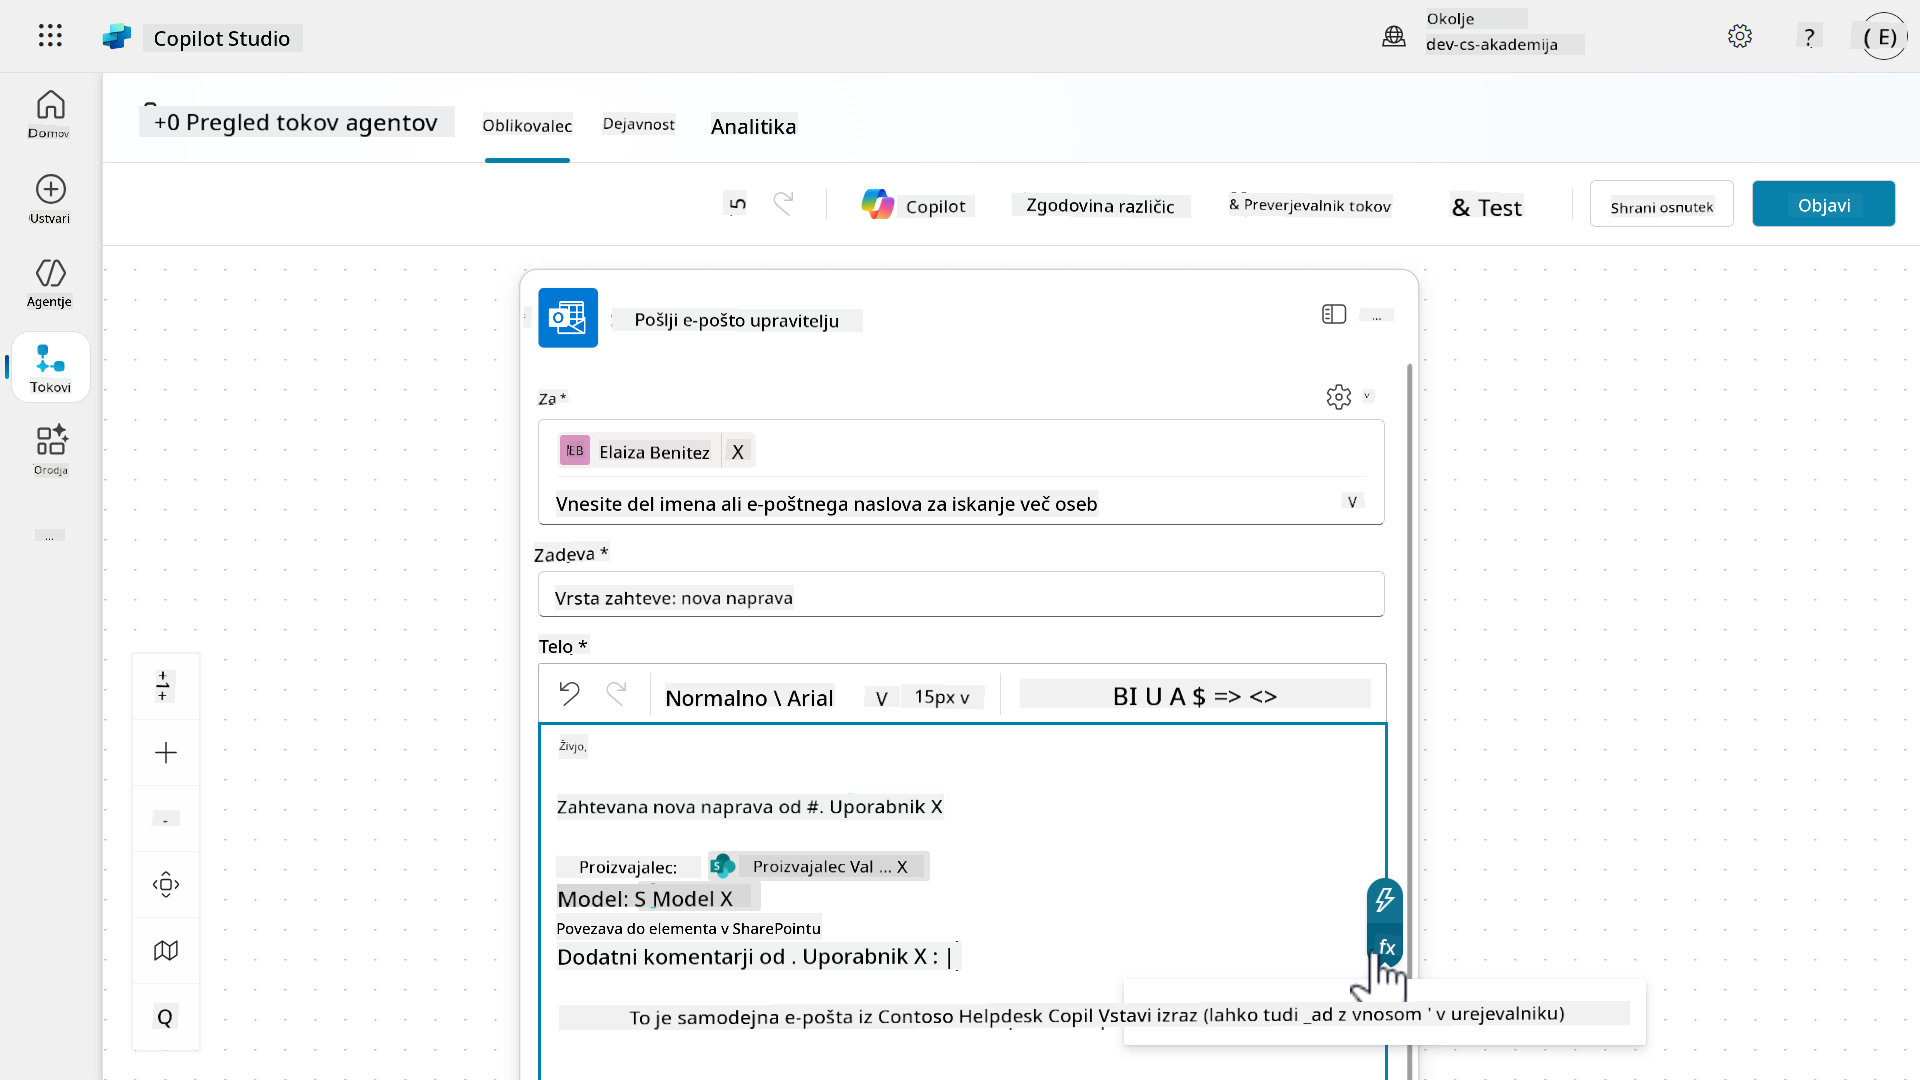 Copilot Studio
Okolje
dev-cs-akademija
?
( E)
Domov
Ustvari
Agentje
Tokovi
Orodja
...
+0 Pregled tokov agentov
Oblikovalec
Dejavnost
Analitika
Copilot
Zgodovina različic
& Preverjevalnik tokov
& Test
Shrani osnutek
Objavi
Pošlji e-pošto upravitelju
...
Za *
v
EB
Elaiza Benitez
X
Vnesite del imena ali e-poštnega naslova za iskanje več oseb
V
Zadeva *
Vrsta zahteve: nova naprava
Telo *
Normalno \ Arial
V
15px v
BI U A $ => <>
Živjo,
Zahtevana nova naprava od #. Uporabnik X
Proizvajalec:
S
Proizvajalec Val ... X
Model: S Model X
Povezava do elementa v SharePointu
Dodatni komentarji od . Uporabnik X : |
fx
To je samodejna e-pošta iz Contoso Helpdesk Copil Vstavi izraz (lahko tudi _ad z vnosom ' v urejevalniku)
Q